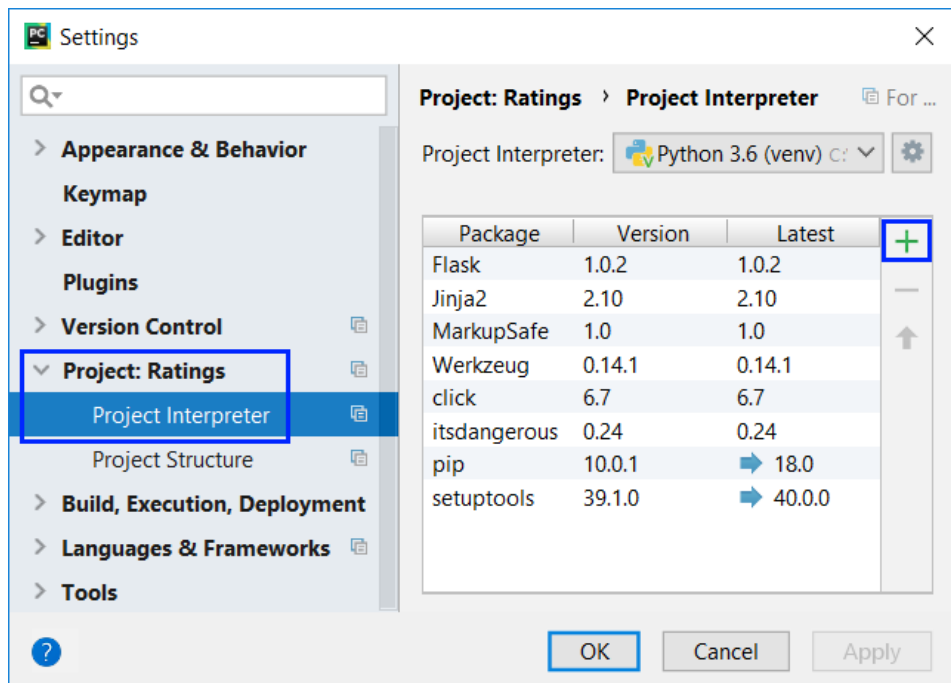 PC Settings
Project: Ratings › Project Interpreter For ...
Project Interpreter: Python 3.6 (venv) C:
Appearance & Behavior
Keymap
Editor
Plugins
Version Control
Project: Ratings
Project Interpreter
Project Structure
Build, Execution, Deployment
Languages & Frameworks
Tools
Package Version Latest
Flask 1.0.2 1.0.2
Jinja2 2.10 2.10
MarkupSafe 1.0 1.0
Werkzeug 0.14.1 0.14.1
click 6.7 6.7
itsdangerous 0.24 0.24
pip 10.0.1 18.0
setuptools 39.1.0 40.0.0
? OK Cancel Apply